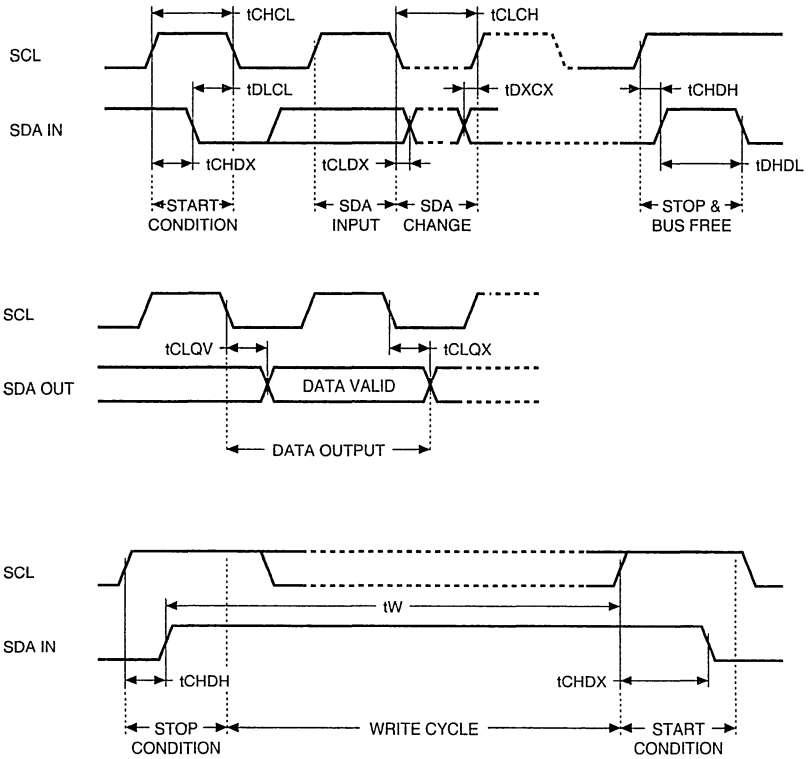 tCHCL
tCLCH
SCL
tDLCL
tDXCX
tCHDH
SDA IN
tCHDX
tCLDX
tDHDL
START
CONDITION
SDA
INPUT
SDA
CHANGE
STOP &
BUS FREE
SCL
tCLQV
tCLQX
SDA OUT
DATA VALID
DATA OUTPUT
SCL
tW
SDA IN
tCHDH
tCHDX
STOP
CONDITION
WRITE CYCLE
START
CONDITION